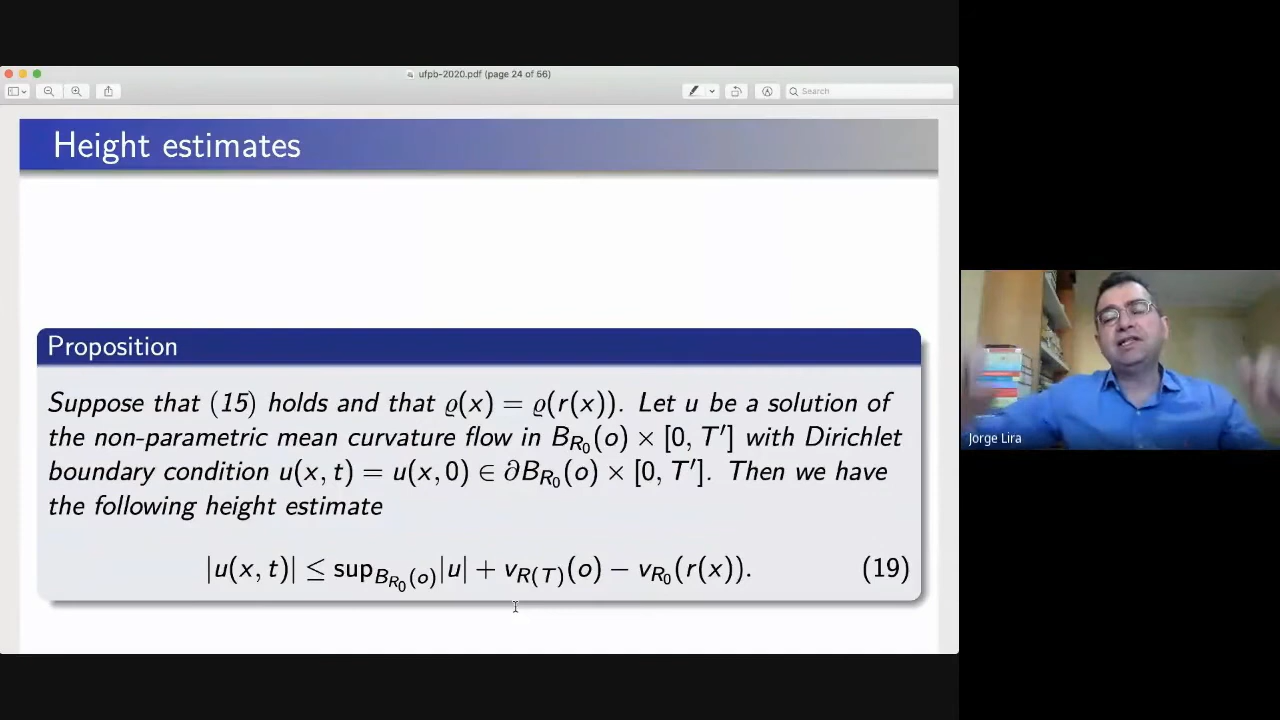 ufpb-2020.pdf (page 24 of 56)
Search
Height estimates
Proposition
Suppose that (15) holds and that ϱ(x) = ϱ(r(x)). Let u be a solution of
the non-parametric mean curvature flow in B_{R_0}(o) × [0, T′] with Dirichlet
boundary condition u(x, t) = u(x, 0) ∈ ∂B_{R_0}(o) × [0, T′]. Then we have
the following height estimate
|u(x, t)| ≤ sup_{B_{R_0}(o)}|u| + v_{R(T)}(o) − v_{R_0}(r(x)). (19)
Jorge Lira